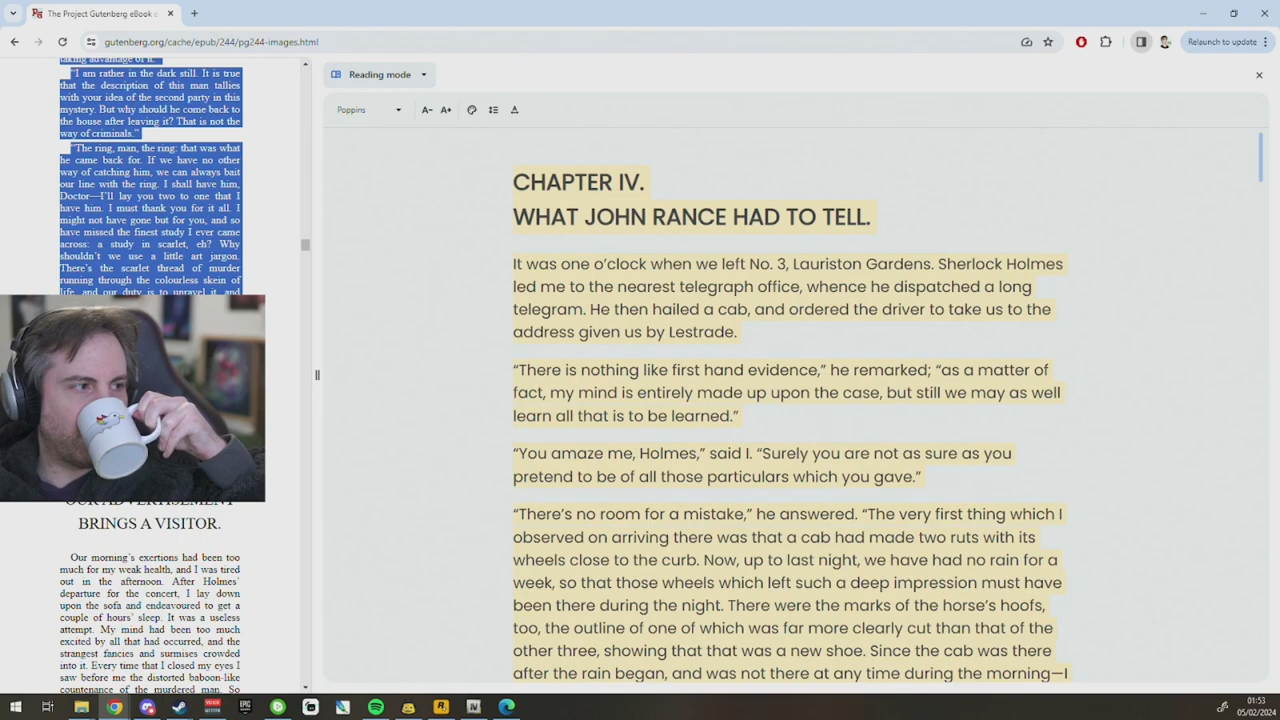 The Project Gutenberg eBook o
gutenberg.org/cache/epub/244/pg244-images.html
Relaunch to update
taking advantage of it.”
“I am rather in the dark still. It is true
that the description of this man tallies
with your idea of the second party in this
mystery. But why should he come back to
the house after leaving it? That is not the
way of criminals.”
“The ring, man, the ring: that was what
he came back for. If we have no other
way of catching him, we can always bait
our line with the ring. I shall have him,
Doctor—I’ll lay you two to one that I
have him. I must thank you for it all. I
might not have gone but for you, and so
have missed the finest study I ever came
across: a study in scarlet, eh? Why
shouldn’t we use a little art jargon.
There’s the scarlet thread of murder
running through the colourless skein of
life, and our duty is to unravel it, and
OUR ADVERTISEMENT
BRINGS A VISITOR.
Our morning’s exertions had been too
much for my weak health, and I was tired
out in the afternoon. After Holmes’
departure for the concert, I lay down
upon the sofa and endeavoured to get a
couple of hours’ sleep. It was a useless
attempt. My mind had been too much
excited by all that had occurred, and the
strangest fancies and surmises crowded
into it. Every time that I closed my eyes I
saw before me the distorted baboon-like
countenance of the murdered man. So
Reading mode
Poppins
A-
A+
CHAPTER IV.
WHAT JOHN RANCE HAD TO TELL.
It was one o’clock when we left No. 3, Lauriston Gardens. Sherlock Holmes
led me to the nearest telegraph office, whence he dispatched a long
telegram. He then hailed a cab, and ordered the driver to take us to the
address given us by Lestrade.
“There is nothing like first hand evidence,” he remarked; “as a matter of
fact, my mind is entirely made up upon the case, but still we may as well
learn all that is to be learned.”
“You amaze me, Holmes,” said I. “Surely you are not as sure as you
pretend to be of all those particulars which you gave.”
“There’s no room for a mistake,” he answered. “The very first thing which I
observed on arriving there was that a cab had made two ruts with its
wheels close to the curb. Now, up to last night, we have had no rain for a
week, so that those wheels which left such a deep impression must have
been there during the night. There were the marks of the horse’s hoofs,
too, the outline of one of which was far more clearly cut than that of the
other three, showing that that was a new shoe. Since the cab was there
after the rain began, and was not there at any time during the morning—I
EPIC
01:53
05/02/2024